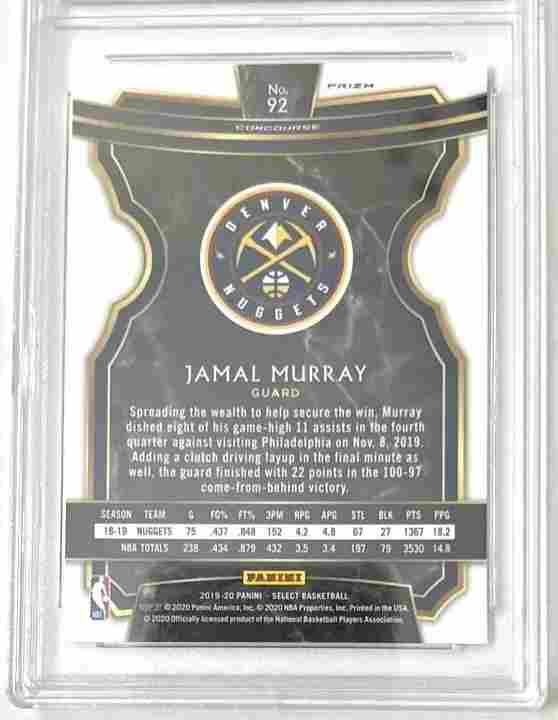 No.
92
PRIZM
CONCOURSE
DENVER
NUGGETS
JAMAL MURRAY
GUARD
Spreading the wealth to help secure the win, Murray
dished eight of his game-high 11 assists in the fourth
quarter against visiting Philadelphia on Nov. 8, 2019.
Adding a clutch driving layup in the final minute as
well, the guard finished with 22 points in the 100-97
come-from-behind victory.
SEASON TEAM G FG% FT% 3PM RPG APG STL BLK PTS PPG
18-19 NUGGETS 75 .437 .848 152 4.2 4.8 67 27 1367 18.2
NBA TOTALS 238 .434 .879 432 3.5 3.4 197 79 3530 14.8
PANINI
2019-20 PANINI - SELECT BASKETBALL
© 2020 Panini America, Inc. © 2020 NBA Properties, Inc. Printed in the USA.
© 2020 Officially licensed product of the National Basketball Players Association.